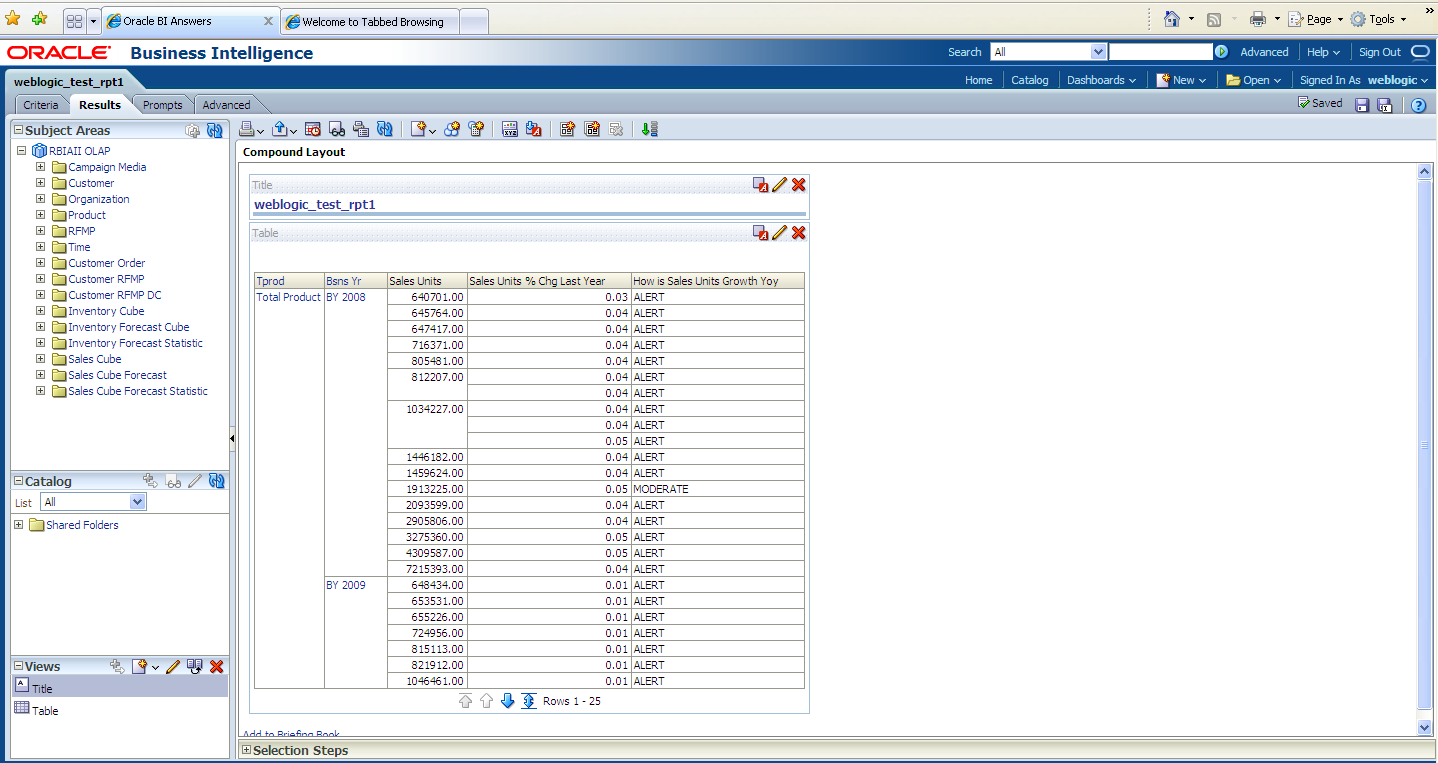 Oracle BI Answers Welcome to Tabbed Browsing Page Tools »
ORACLE Business Intelligence Search All Advanced Help Sign Out
weblogic_test_rpt1 Home Catalog Dashboards New Open Signed In As weblogic
Criteria Results Prompts Advanced Saved
Subject Areas
RBIAII OLAP
Campaign Media
Customer
Organization
Product
RFMP
Time
Customer Order
Customer RFMP
Customer RFMP DC
Inventory Cube
Inventory Forecast Cube
Inventory Forecast Statistic
Sales Cube
Sales Cube Forecast
Sales Cube Forecast Statistic
Catalog
List All
Shared Folders
Views
Title
Table
Compound Layout
Title
weblogic_test_rpt1
Table
Tprod Bsns Yr Sales Units Sales Units % Chg Last Year How is Sales Units Growth Yoy
Total Product BY 2008 640701.00 0.03 ALERT
645764.00 0.04 ALERT
647417.00 0.04 ALERT
716371.00 0.04 ALERT
805481.00 0.04 ALERT
812207.00 0.04 ALERT
0.04 ALERT
1034227.00 0.04 ALERT
0.04 ALERT
0.05 ALERT
1446182.00 0.04 ALERT
1459624.00 0.04 ALERT
1913225.00 0.05 MODERATE
2093599.00 0.04 ALERT
2905806.00 0.04 ALERT
3275360.00 0.05 ALERT
4309587.00 0.05 ALERT
7215393.00 0.04 ALERT
BY 2009 648434.00 0.01 ALERT
653531.00 0.01 ALERT
655226.00 0.01 ALERT
724956.00 0.01 ALERT
815113.00 0.01 ALERT
821912.00 0.01 ALERT
1046461.00 0.01 ALERT
Rows 1 - 25
Add to Briefing Book
Selection Steps